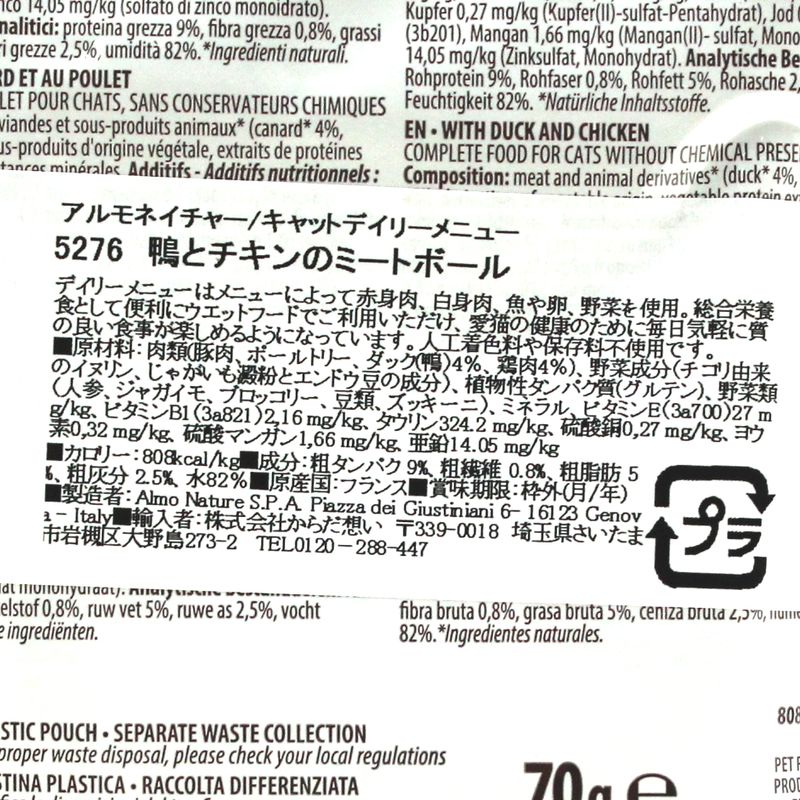 nco 14,05 mg/kg (solfato di zinco monoidrato).
nalitici: proteina grezza 9%, fibra grezza 0,8%, grassi
ri grezze 2,5%, umidità 82%. *Ingredienti naturali.
RD ET AU POULET
LET POUR CHATS, SANS CONSERVATEURS CHIMIQUES
viandes et sous-produits animaux* (canard* 4%,
us-produits d'origine végétale, extraits de protéines
tances minérales. Additifs - Additifs nutritionnels :
Kupfer 0,27 mg/kg (Kupfer(II)-sulfat-Pentahydrat), Jod
(3b201), Mangan 1,66 mg/kg (Mangan(II)- sulfat, Mono
14,05 mg/kg (Zinksulfat, Monohydrat). Analytische Be
Rohprotein 9%, Rohfaser 0,8%, Rohfett 5%, Rohasche 2,
Feuchtigkeit 82%. *Natürliche Inhaltsstoffe.
EN • WITH DUCK AND CHICKEN
COMPLETE FOOD FOR CATS WITHOUT CHEMICAL PRESE
Composition: meat and animal derivatives* (duck* 4%,
アルモネイチャー/キャットデイリーメニュー
5276 鴨とチキンのミートボール
デイリーメニューはメニューによって赤身肉、白身肉、魚や卵、野菜を使用。総合栄養
食として便利にウエットフードでご利用いただけ、愛猫の健康のために毎日気軽に質
の良い食事が楽しめるようになっています。人工着色料や保存料不使用です。
■原材料：肉類(豚肉、ポールトリー、ダック(鴨)4%、鶏肉4%)、野菜成分(チコリ由来
のイヌリン、じゃがいも澱粉とエンドウ豆の成分)、植物性タンパク質(グルテン)、野菜類
(人参、ジャガイモ、ブロッコリー、豆類、ズッキーニ)、ミネラル、ビタミンE(3a700)27 m
g/kg、ビタミンB1(3a821)2,16 mg/kg、タウリン324.2 mg/kg、硫酸銅0,27 mg/kg、ヨウ
素0,32 mg/kg、硫酸マンガン1,66 mg/kg、亜鉛14.05 mg/kg
■カロリー：808kcal/kg■成分：粗タンパク 9%、粗繊維 0.8%、粗脂肪 5
%、粗灰分 2.5%、水82%■原産国：フランス■賞味期限：枠外(月/年)
■製造者：Almo Nature S.P.A. Piazza dei Giustiniani 6- 16123 Genov
a - Italy■輸入者：株式会社からだ想い 〒339-0018 埼玉県さいたま
市岩槻区大野島273-2 TEL0120-288-447
プラ
elstof 0,8%, ruw vet 5%, ruwe as 2,5%, vocht
e ingrediënten.
fibra bruta 0,8%, grasa bruta 5%, ceniza bruta 2,5%,
82%. *Ingredientes naturales.
STIC POUCH • SEPARATE WASTE COLLECTION
proper waste disposal, please check your local regulations
STINA PLASTICA • RACCOLTA DIFFERENZIATA
70g ℮
808
PET F
PROD